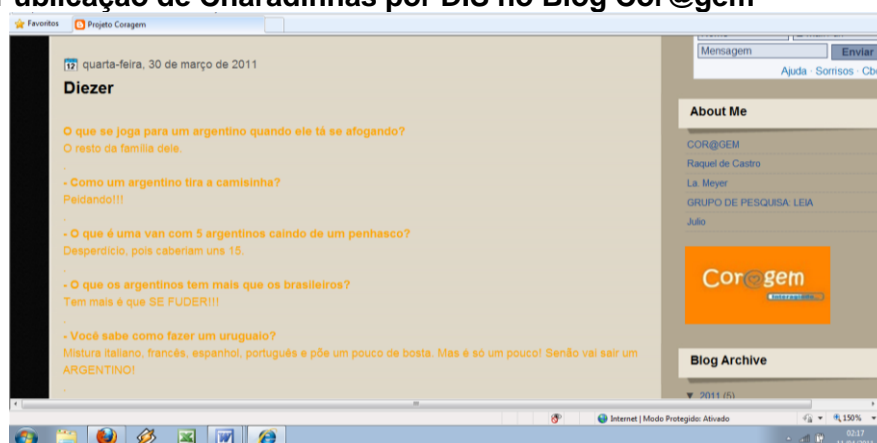 Publicação de Charadinhas por DIS no Blog Cor@gem
Favoritos Projeto Coragem
quarta-feira, 30 de março de 2011
Diezer
O que se joga para um argentino quando ele tá se afogando?
O resto da família dele.
.
- Como um argentino tira a camisinha?
Peidando!!!
.
- O que é uma van com 5 argentinos caindo de um penhasco?
Desperdício, pois caberiam uns 15.
.
- O que os argentinos tem mais que os brasileiros?
Tem mais é que SE FUDER!!!
.
- Você sabe como fazer um uruguaio?
Mistura italiano, francês, espanhol, português e põe um pouco de bosta. Mas é só um pouco! Senão vai sair um
ARGENTINO!
.
Mensagem Enviar
Ajuda · Sorrisos ·
About Me
COR@GEM
Raquel de Castro
La. Meyer
GRUPO DE PESQUISA: LEIA
Julio
Cor@gem
Blog Archive
▼ 2011 (5)
Internet | Modo Protegido: Ativado
150%
02:17